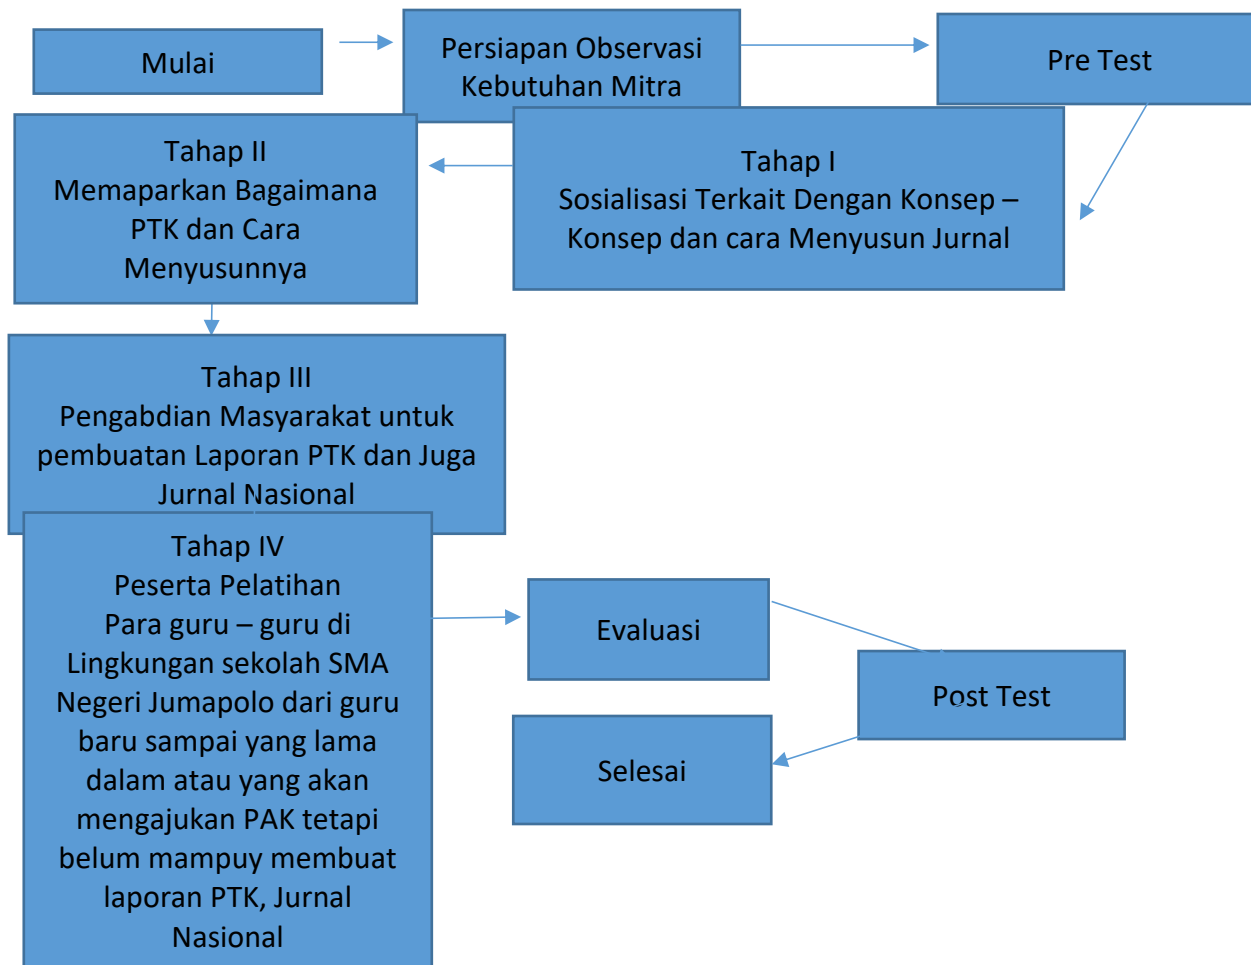 Mulai
Persiapan Observasi
Kebutuhan Mitra
Pre Test
Tahap I
Sosialisasi Terkait Dengan Konsep –
Konsep dan cara Menyusun Jurnal
Tahap II
Memaparkan Bagaimana
PTK dan Cara
Menyusunnya
Tahap III
Pengabdian Masyarakat untuk
pembuatan Laporan PTK dan Juga
Jurnal Nasional
Tahap IV
Peserta Pelatihan
Para guru – guru di
Lingkungan sekolah SMA
Negeri Jumapolo dari guru
baru sampai yang lama
dalam atau yang akan
mengajukan PAK tetapi
belum mampuy membuat
laporan PTK, Jurnal
Nasional
Evaluasi
Post Test
Selesai